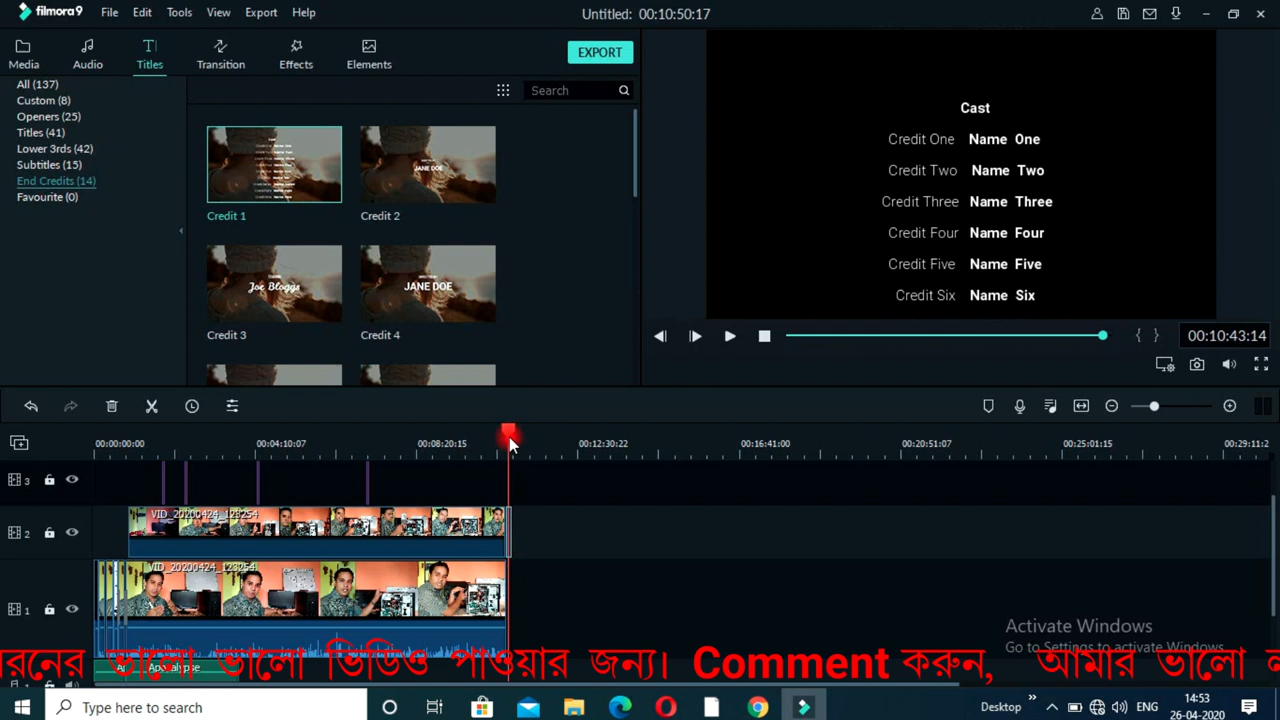 filmora9 File Edit Tools View Export Help Untitled: 00:10:50:17
Media Audio Titles Transition Effects Elements EXPORT
All (137)
Custom (8)
Openers (25)
Titles (41)
Lower 3rds (42)
Subtitles (15)
End Credits (14)
Favourite (0)
Search
JANE DOE
Credit 1 Credit 2
Joe Bloggs JANE DOE
Credit 3 Credit 4
Cast
Credit One Name One
Credit Two Name Two
Credit Three Name Three
Credit Four Name Four
Credit Five Name Five
Credit Six Name Six
00:10:43:14
00:00:00:00 00:04:10:07 00:08:20:15 00:12:30:22 00:16:41:00 00:20:51:07 00:25:01:15 00:29:11:2
3
2 VID_20200424_123254
1 VID_20200424_123254
Activate Windows
Go to Settings to activate Windows.
রনের ভালো ভালো ভিডিও পাওয়ার জন্য। Comment করুন, আমার ভালো
Apocalypse
Type here to search
Desktop ENG 14:53
26-04-2020